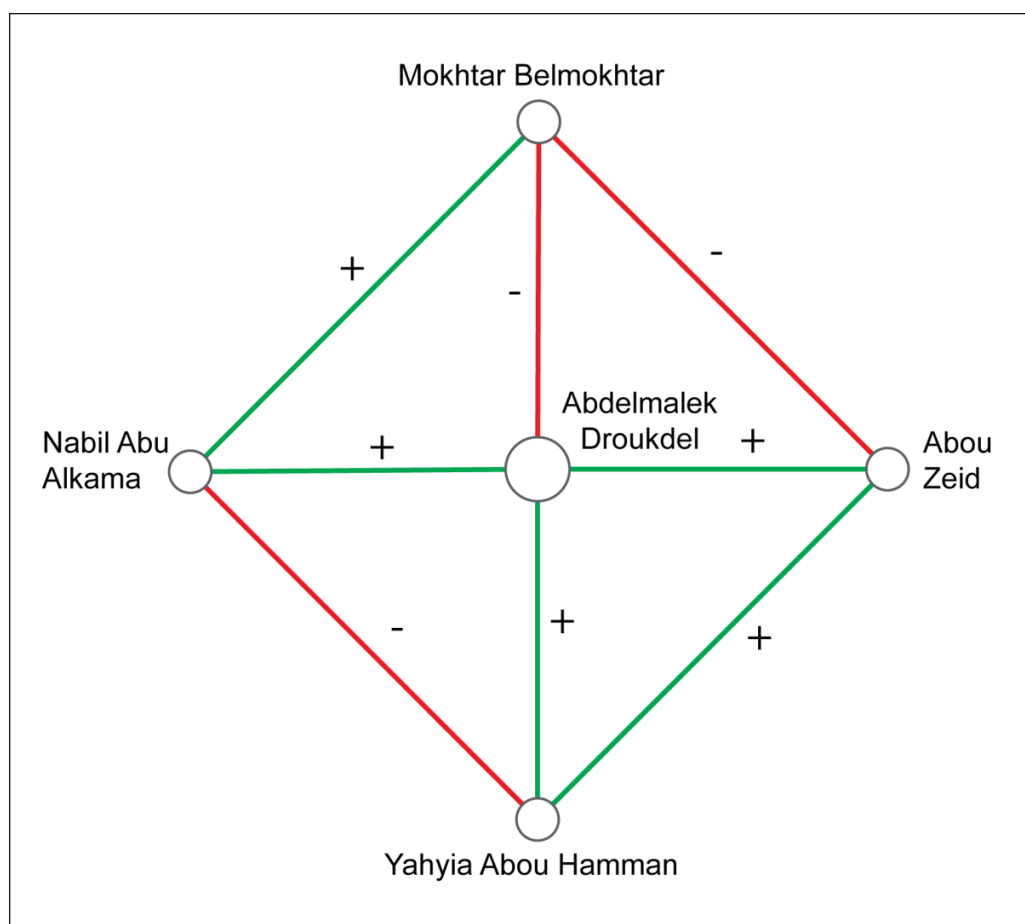 Mokhtar Belmokhtar
+
-
-
Abdelmalek
Droukdel
Nabil Abu
Alkama
+
+
Abou
Zeid
-
+
+
Yahyia Abou Hamman